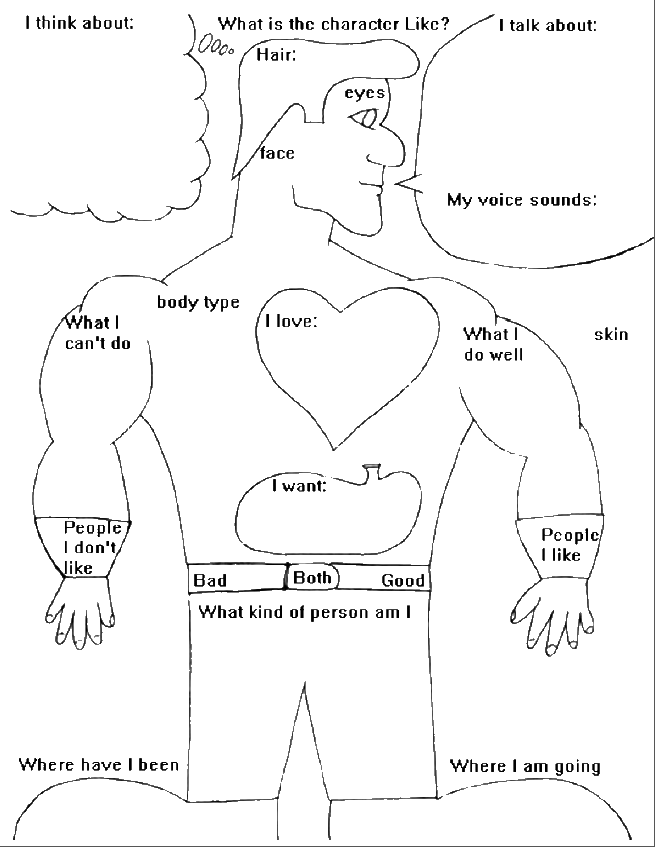 I think about:
What is the character Like?
I talk about:
Hair:
eyes
face
My voice sounds:
body type
What I
can't do
I love:
What I
do well
skin
I want:
People
I don't
like
People
I like
Bad
Both
Good
What kind of person am I
Where have I been
Where I am going